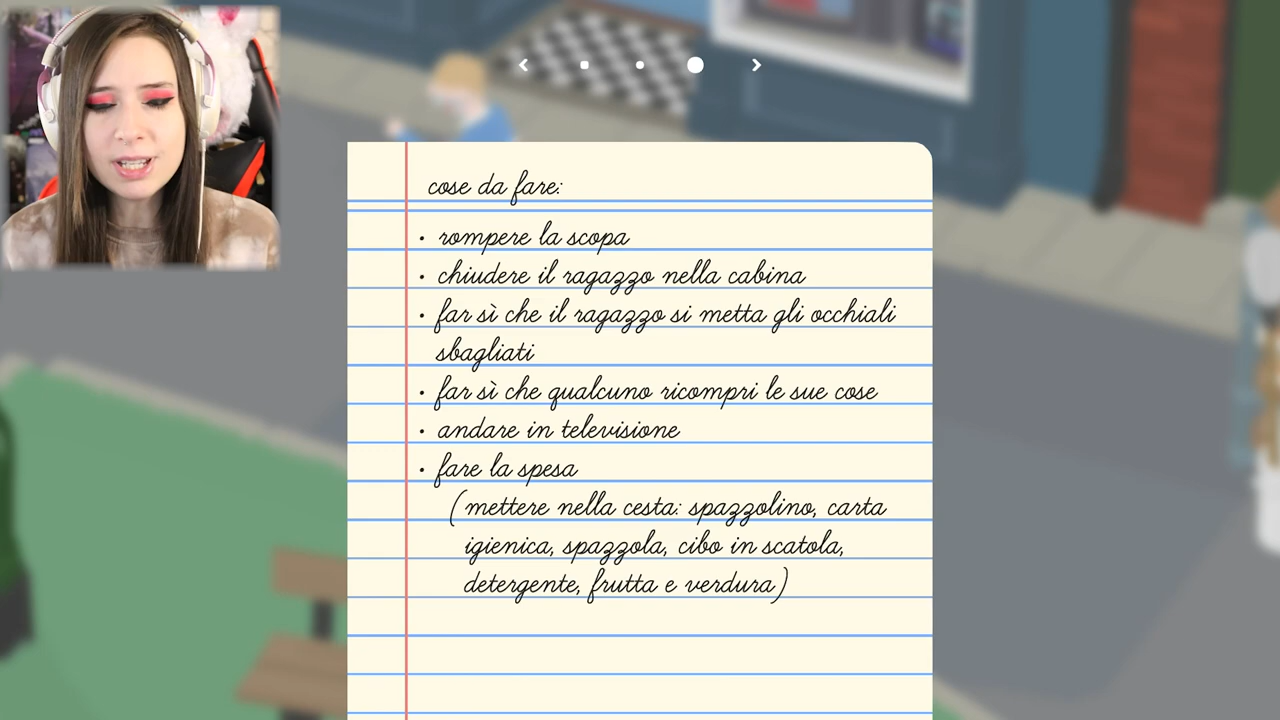 cose da fare:
• rompere la scopa
• chiudere il ragazzo nella cabina
• far sì che il ragazzo si metta gli occhiali
sbagliati
• far sì che qualcuno ricompri le sue cose
• andare in televisione
• fare la spesa
(mettere nella cesta: spazzolino, carta
igienica, spazzola, cibo in scatola,
detergente, frutta e verdura)